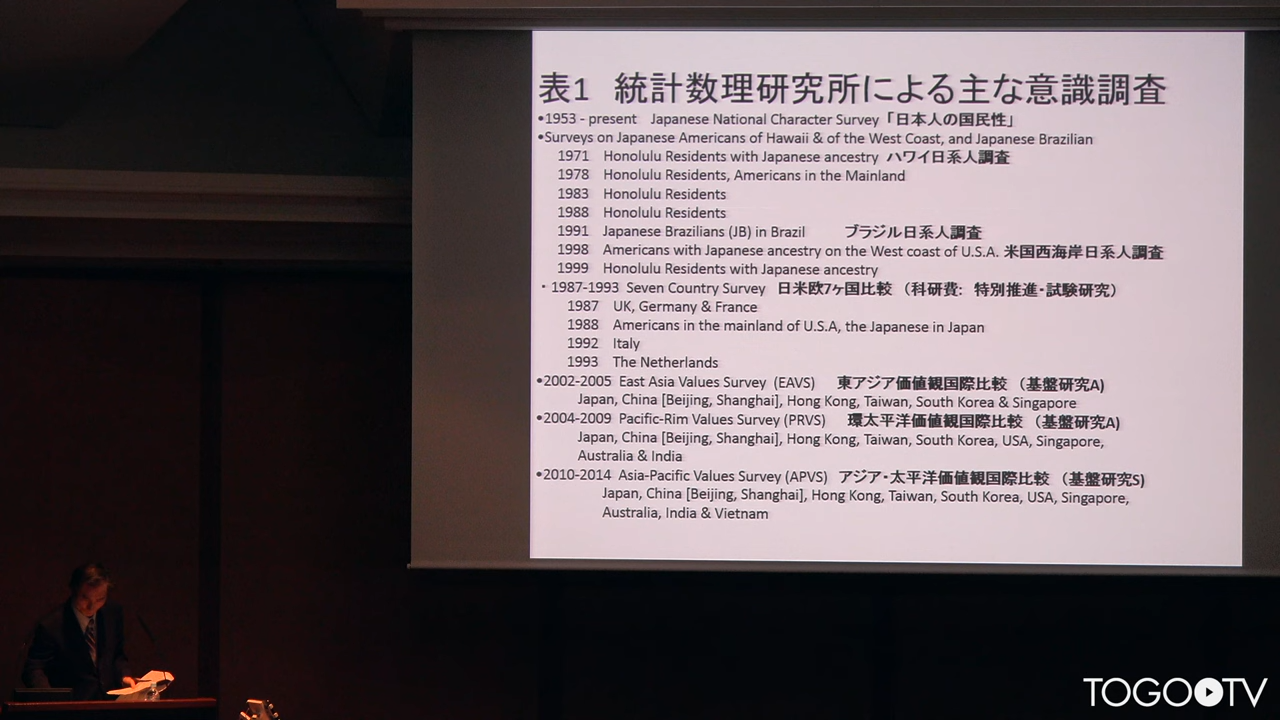 表1 統計数理研究所による主な意識調査
•1953 - present Japanese National Character Survey「日本人の国民性」
•Surveys on Japanese Americans of Hawaii & of the West Coast, and Japanese Brazilian
1971 Honolulu Residents with Japanese ancestry ハワイ日系人調査
1978 Honolulu Residents, Americans in the Mainland
1983 Honolulu Residents
1988 Honolulu Residents
1991 Japanese Brazilians (JB) in Brazil ブラジル日系人調査
1998 Americans with Japanese ancestry on the West coast of U.S.A. 米国西海岸日系人調査
1999 Honolulu Residents with Japanese ancestry
・1987-1993 Seven Country Survey 日米欧7ヶ国比較 (科研費: 特別推進・試験研究)
1987 UK, Germany & France
1988 Americans in the mainland of U.S.A, the Japanese in Japan
1992 Italy
1993 The Netherlands
•2002-2005 East Asia Values Survey (EAVS) 東アジア価値観国際比較 (基盤研究A)
Japan, China [Beijing, Shanghai], Hong Kong, Taiwan, South Korea & Singapore
•2004-2009 Pacific-Rim Values Survey (PRVS) 環太平洋価値観国際比較 (基盤研究A)
Japan, China [Beijing, Shanghai], Hong Kong, Taiwan, South Korea, USA, Singapore,
Australia & India
•2010-2014 Asia-Pacific Values Survey (APVS) アジア・太平洋価値観国際比較 (基盤研究S)
Japan, China [Beijing, Shanghai], Hong Kong, Taiwan, South Korea, USA, Singapore,
Australia, India & Vietnam
TOGO TV